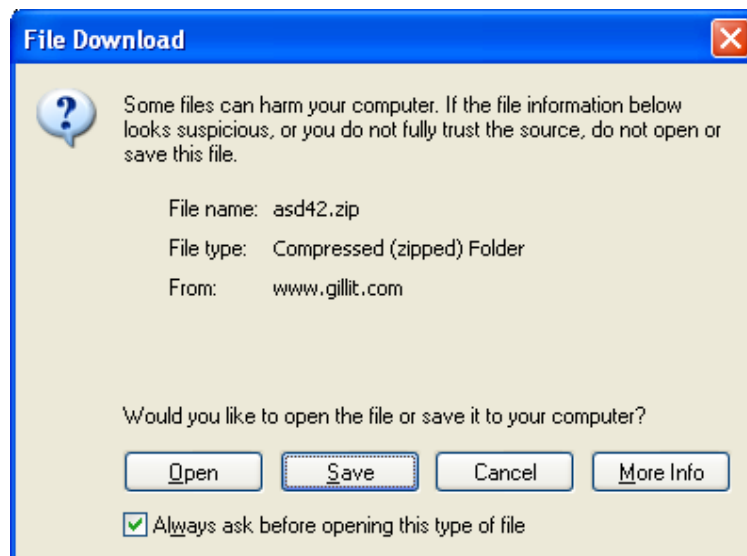 File Download
Some files can harm your computer. If the file information below
looks suspicious, or you do not fully trust the source, do not open or
save this file.
File name: asd42.zip
File type: Compressed (zipped) Folder
From: www.gillit.com
Would you like to open the file or save it to your computer?
Open Save Cancel More Info
Always ask before opening this type of file